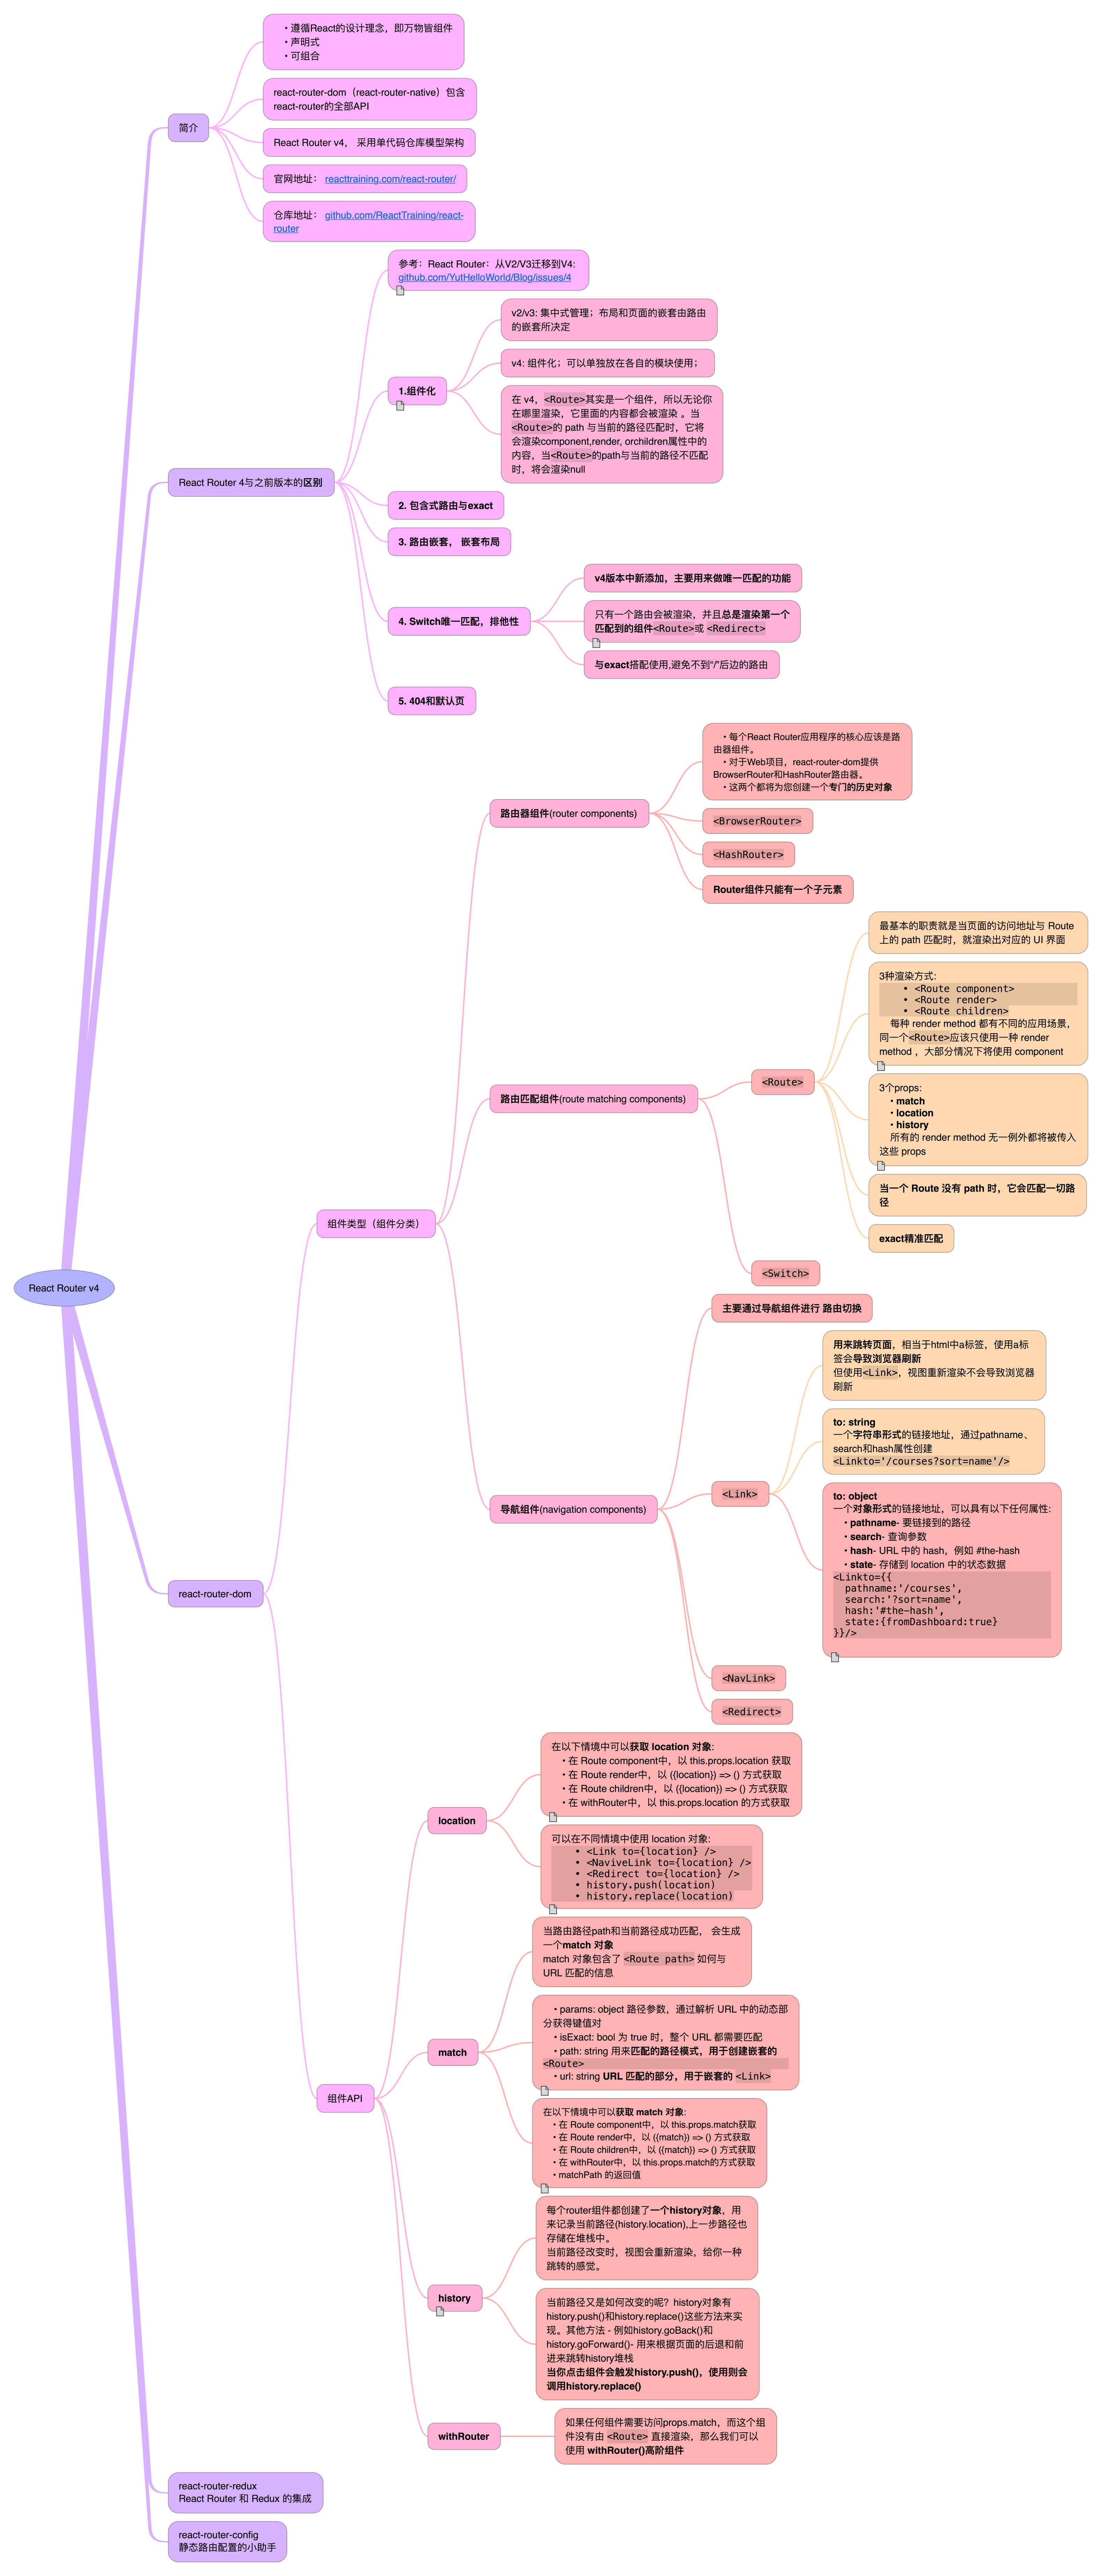 • 遵循React的设计理念，即万物皆组件
• 声明式
• 可组合
react-router-dom（react-router-native）包含
react-router的全部API
简介
React Router v4， 采用单代码仓库模型架构
官网地址： reacttraining.com/react-router/
仓库地址： github.com/ReactTraining/react-
router
参考：React Router：从V2/V3迁移到V4:
github.com/YutHelloWorld/Blog/issues/4
v2/v3: 集中式管理；布局和页面的嵌套由路由
的嵌套所决定
v4: 组件化；可以单独放在各自的模块使用；
1.组件化
在 v4，<Route>其实是一个组件，所以无论你
在哪里渲染，它里面的内容都会被渲染 。当
<Route>的 path 与当前的路径匹配时，它将
会渲染component,render, orchildren属性中的
内容，当<Route>的path与当前的路径不匹配
时，将会渲染null
React Router 4与之前版本的区别
2. 包含式路由与exact
3. 路由嵌套， 嵌套布局
v4版本中新添加，主要用来做唯一匹配的功能
4. Switch唯一匹配，排他性
只有一个路由会被渲染，并且总是渲染第一个
匹配到的组件<Route>或 <Redirect>
与exact搭配使用,避免不到“/”后边的路由
5. 404和默认页
• 每个React Router应用程序的核心应该是路
由器组件。
• 对于Web项目，react-router-dom提供
BrowserRouter和HashRouter路由器。
• 这两个都将为您创建一个专门的历史对象
路由器组件(router components)
<BrowserRouter>
<HashRouter>
Router组件只能有一个子元素
最基本的职责就是当页面的访问地址与 Route
上的 path 匹配时，就渲染出对应的 UI 界面
3种渲染方式:
• <Route component>
• <Route render>
• <Route children>
每种 render method 都有不同的应用场景，
同一个<Route>应该只使用一种 render
method ，大部分情况下将使用 component
<Route>
路由匹配组件(route matching components)
3个props:
• match
• location
• history
所有的 render method 无一例外都将被传入
这些 props
当一个 Route 没有 path 时，它会匹配一切路
径
exact精准匹配
组件类型（组件分类）
<Switch>
React Router v4
主要通过导航组件进行 路由切换
用来跳转页面，相当于html中a标签，使用a标
签会导致浏览器刷新
但使用<Link>，视图重新渲染不会导致浏览器
刷新
to: string
一个字符串形式的链接地址，通过pathname、
search和hash属性创建
<Linkto='/courses?sort=name'/>
<Link>
导航组件(navigation components)
to: object
一个对象形式的链接地址，可以具有以下任何属性:
• pathname- 要链接到的路径
• search- 查询参数
• hash- URL 中的 hash，例如 #the-hash
• state- 存储到 location 中的状态数据
<Linkto={{
pathname:'/courses',
search:'?sort=name',
hash:'#the-hash',
state:{fromDashboard:true}
}}/>
react-router-dom
<NavLink>
<Redirect>
在以下情境中可以获取 location 对象:
• 在 Route component中，以 this.props.location 获取
• 在 Route render中，以 ({location}) => () 方式获取
• 在 Route children中，以 ({location}) => () 方式获取
• 在 withRouter中，以 this.props.location 的方式获取
location
可以在不同情境中使用 location 对象:
• <Link to={location} />
• <NaviveLink to={location} />
• <Redirect to={location} />
• history.push(location)
• history.replace(location)
当路由路径path和当前路径成功匹配， 会生成
一个match 对象
match 对象包含了 <Route path> 如何与
URL 匹配的信息
match
• params: object 路径参数，通过解析 URL 中的动态部
分获得键值对
• isExact: bool 为 true 时，整个 URL 都需要匹配
• path: string 用来匹配的路径模式，用于创建嵌套的
<Route>
• url: string URL 匹配的部分，用于嵌套的 <Link>
组件API
在以下情境中可以获取 match 对象:
• 在 Route component中，以 this.props.match获取
• 在 Route render中，以 ({match}) => () 方式获取
• 在 Route children中，以 ({match}) => () 方式获取
• 在 withRouter中，以 this.props.match的方式获取
• matchPath 的返回值
每个router组件都创建了一个history对象，用
来记录当前路径(history.location),上一步路径也
存储在堆栈中。
当前路径改变时，视图会重新渲染，给你一种
跳转的感觉。
history
当前路径又是如何改变的呢？history对象有
history.push()和history.replace()这些方法来实
现。其他方法 - 例如history.goBack()和
history.goForward()- 用来根据页面的后退和前
进来跳转history堆栈
当你点击组件会触发history.push()，使用则会
调用history.replace()
withRouter
如果任何组件需要访问props.match，而这个组
件没有由 <Route> 直接渲染，那么我们可以
使用 withRouter()高阶组件
react-router-redux
React Router 和 Redux 的集成
react-router-config
静态路由配置的小助手